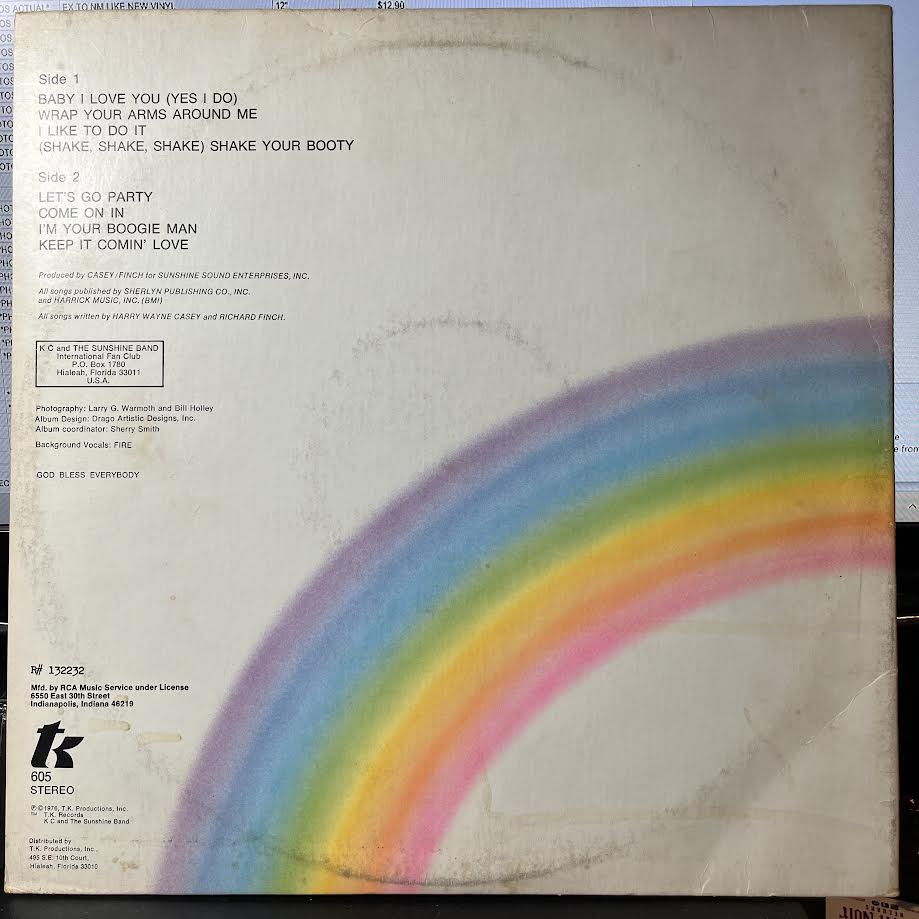 EX TO NM LIKE NEW VINYL 12" $12.90
Side 1
BABY I LOVE YOU (YES I DO)
WRAP YOUR ARMS AROUND ME
I LIKE TO DO IT
(SHAKE, SHAKE, SHAKE) SHAKE YOUR BOOTY
Side 2
LET'S GO PARTY
COME ON IN
I'M YOUR BOOGIE MAN
KEEP IT COMIN' LOVE
Produced by CASEY/FINCH for SUNSHINE SOUND ENTERPRISES, INC.
All songs published by SHERLYN PUBLISHING CO., INC.
and HARRICK MUSIC, INC. (BMI)
All songs written by HARRY WAYNE CASEY and RICHARD FINCH.
K C and THE SUNSHINE BAND
International Fan Club
P.O. Box 1780
Hialeah, Florida 33011
U.S.A.
Photography: Larry G. Warmoth and Bill Holley
Album Design: Drago Artistic Designs, Inc.
Album coordinator: Sherry Smith
Background Vocals: FIRE
GOD BLESS EVERYBODY
R# 132232
Mfd. by RCA Music Service under License
6550 East 30th Street
Indianapolis, Indiana 46219
tk
605
STEREO
℗ © 1976, T.K. Productions, Inc.
TM T.K. Records
K C and The Sunshine Band
Distributed by
T.K. Productions, Inc.
495 S.E. 10th Court,
Hialeah, Florida 33010